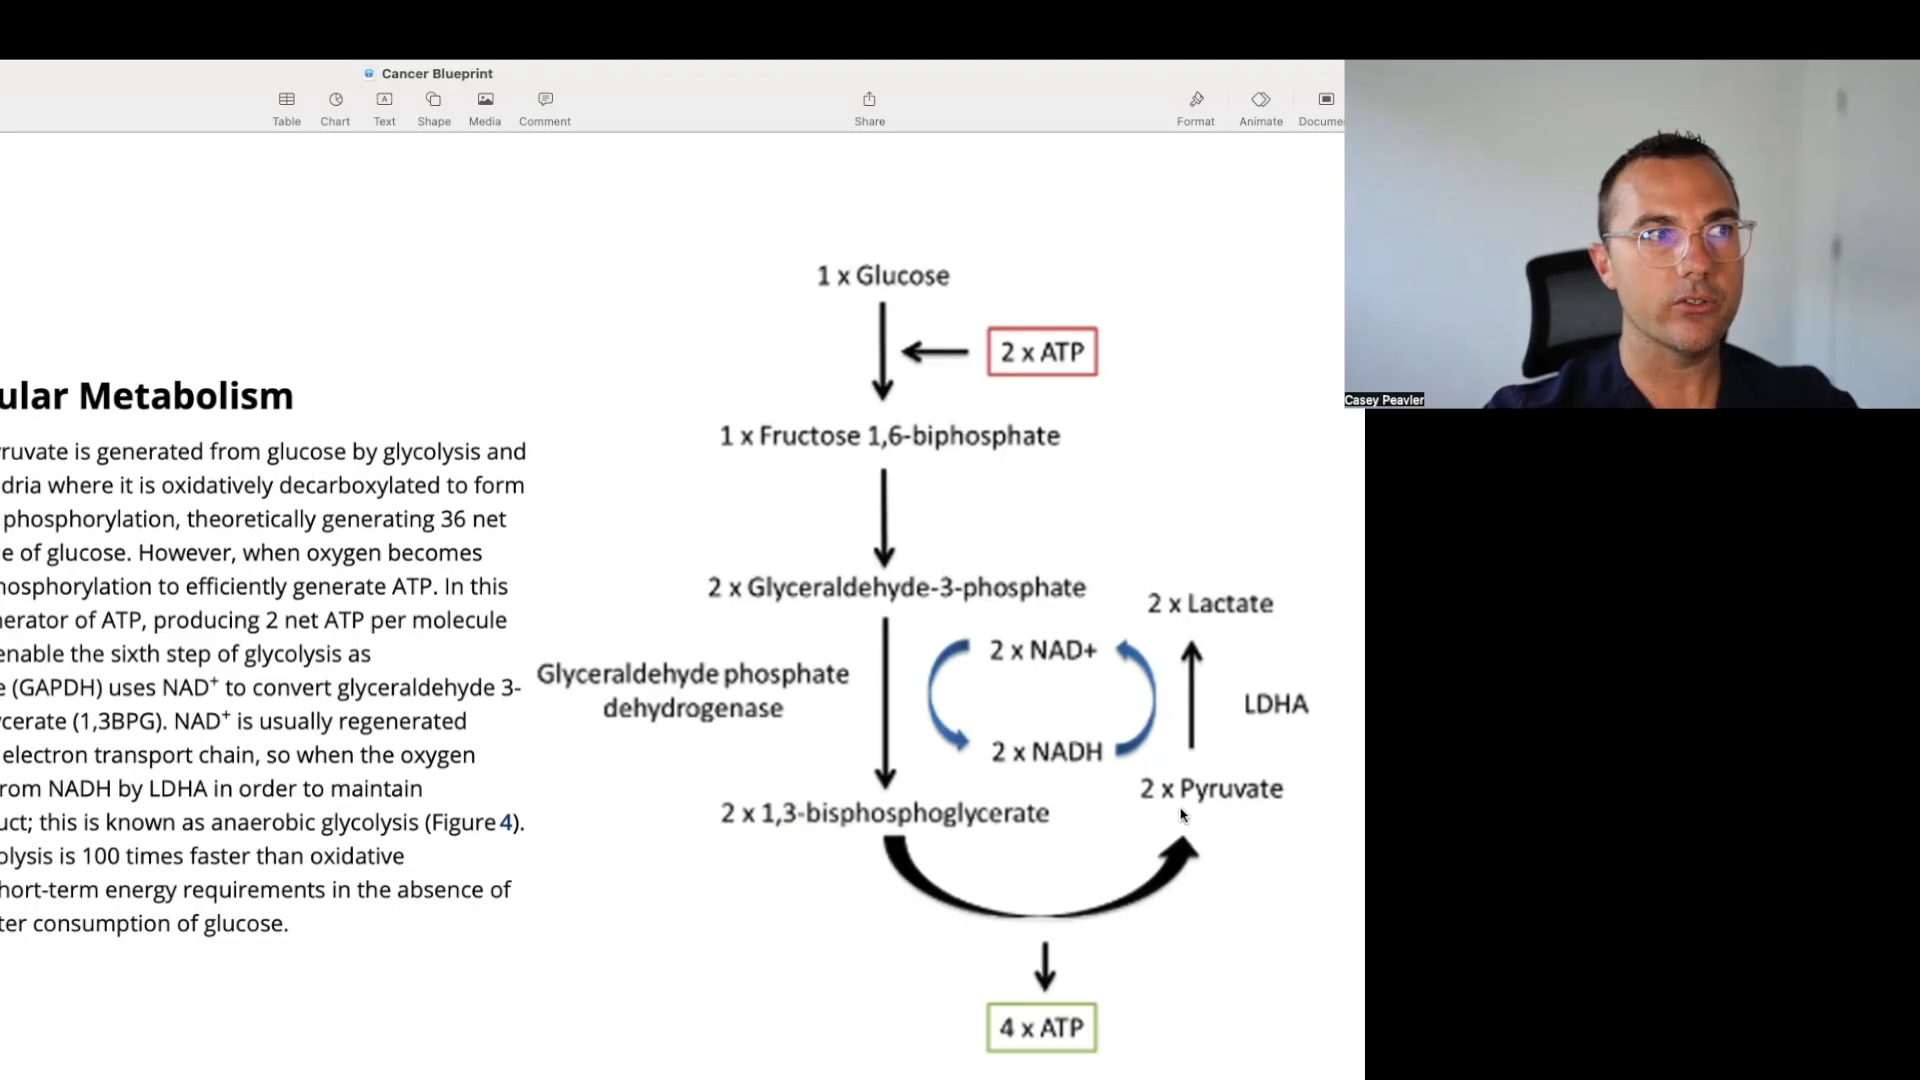 Cancer Blueprint
Table
Chart
Text
Shape
Media
Comment
Share
Format
Animate
Docume
Casey Peavler
ular Metabolism
ruvate is generated from glucose by glycolysis and
dria where it is oxidatively decarboxylated to form
phosphorylation, theoretically generating 36 net
e of glucose. However, when oxygen becomes
hosphorylation to efficiently generate ATP. In this
nerator of ATP, producing 2 net ATP per molecule
enable the sixth step of glycolysis as
e (GAPDH) uses NAD⁺ to convert glyceraldehyde 3-
ycerate (1,3BPG). NAD⁺ is usually regenerated
electron transport chain, so when the oxygen
rom NADH by LDHA in order to maintain
uct; this is known as anaerobic glycolysis (Figure 4).
olysis is 100 times faster than oxidative
hort-term energy requirements in the absence of
ter consumption of glucose.
1 x Glucose
2 x ATP
1 x Fructose 1,6-biphosphate
2 x Glyceraldehyde-3-phosphate
Glyceraldehyde phosphate
dehydrogenase
2 x NAD+
2 x NADH
2 x Lactate
LDHA
2 x Pyruvate
2 x 1,3-bisphosphoglycerate
4 x ATP